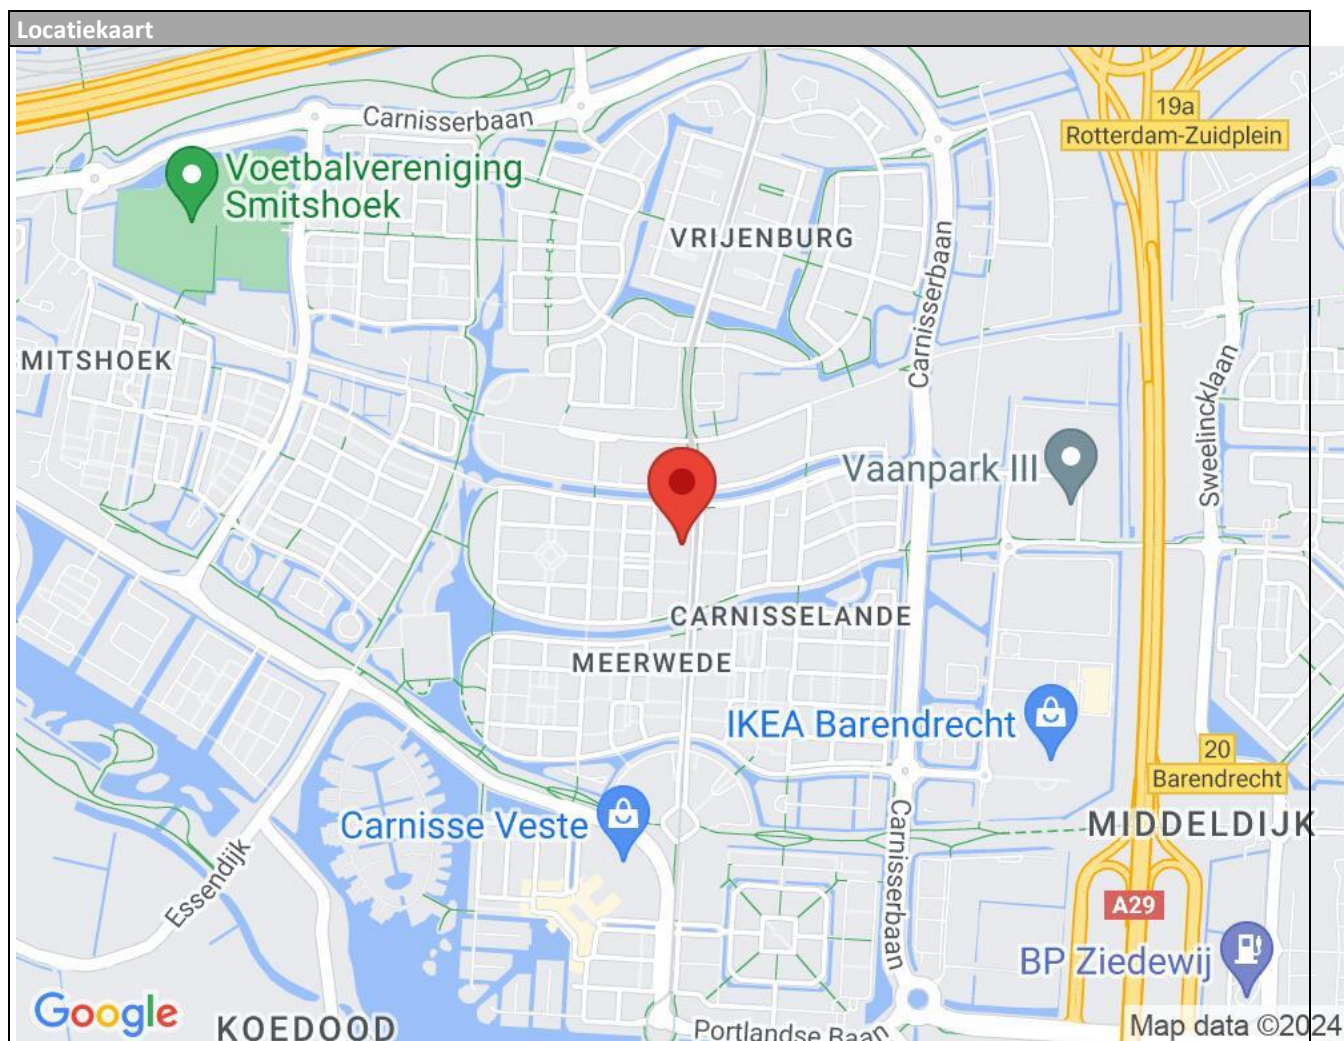 Locatiekaart
19a
Rotterdam-Zuidplein
Carnisserbaan
Voetbalvereniging
Smitshoek
VRIJENBURG
Carnisserbaan
MITSHOEK
Sweelincklaan
Vaanpark III
CARNISSELANDE
MEERWEDE
IKEA Barendrecht
20
Barendrecht
Carnisse Veste
MIDDELDIJK
Carnisserbaan
Essendijk
A29
BP Ziedewij
Google
KOEDOOD
Portlandse Baan
Map data ©2024